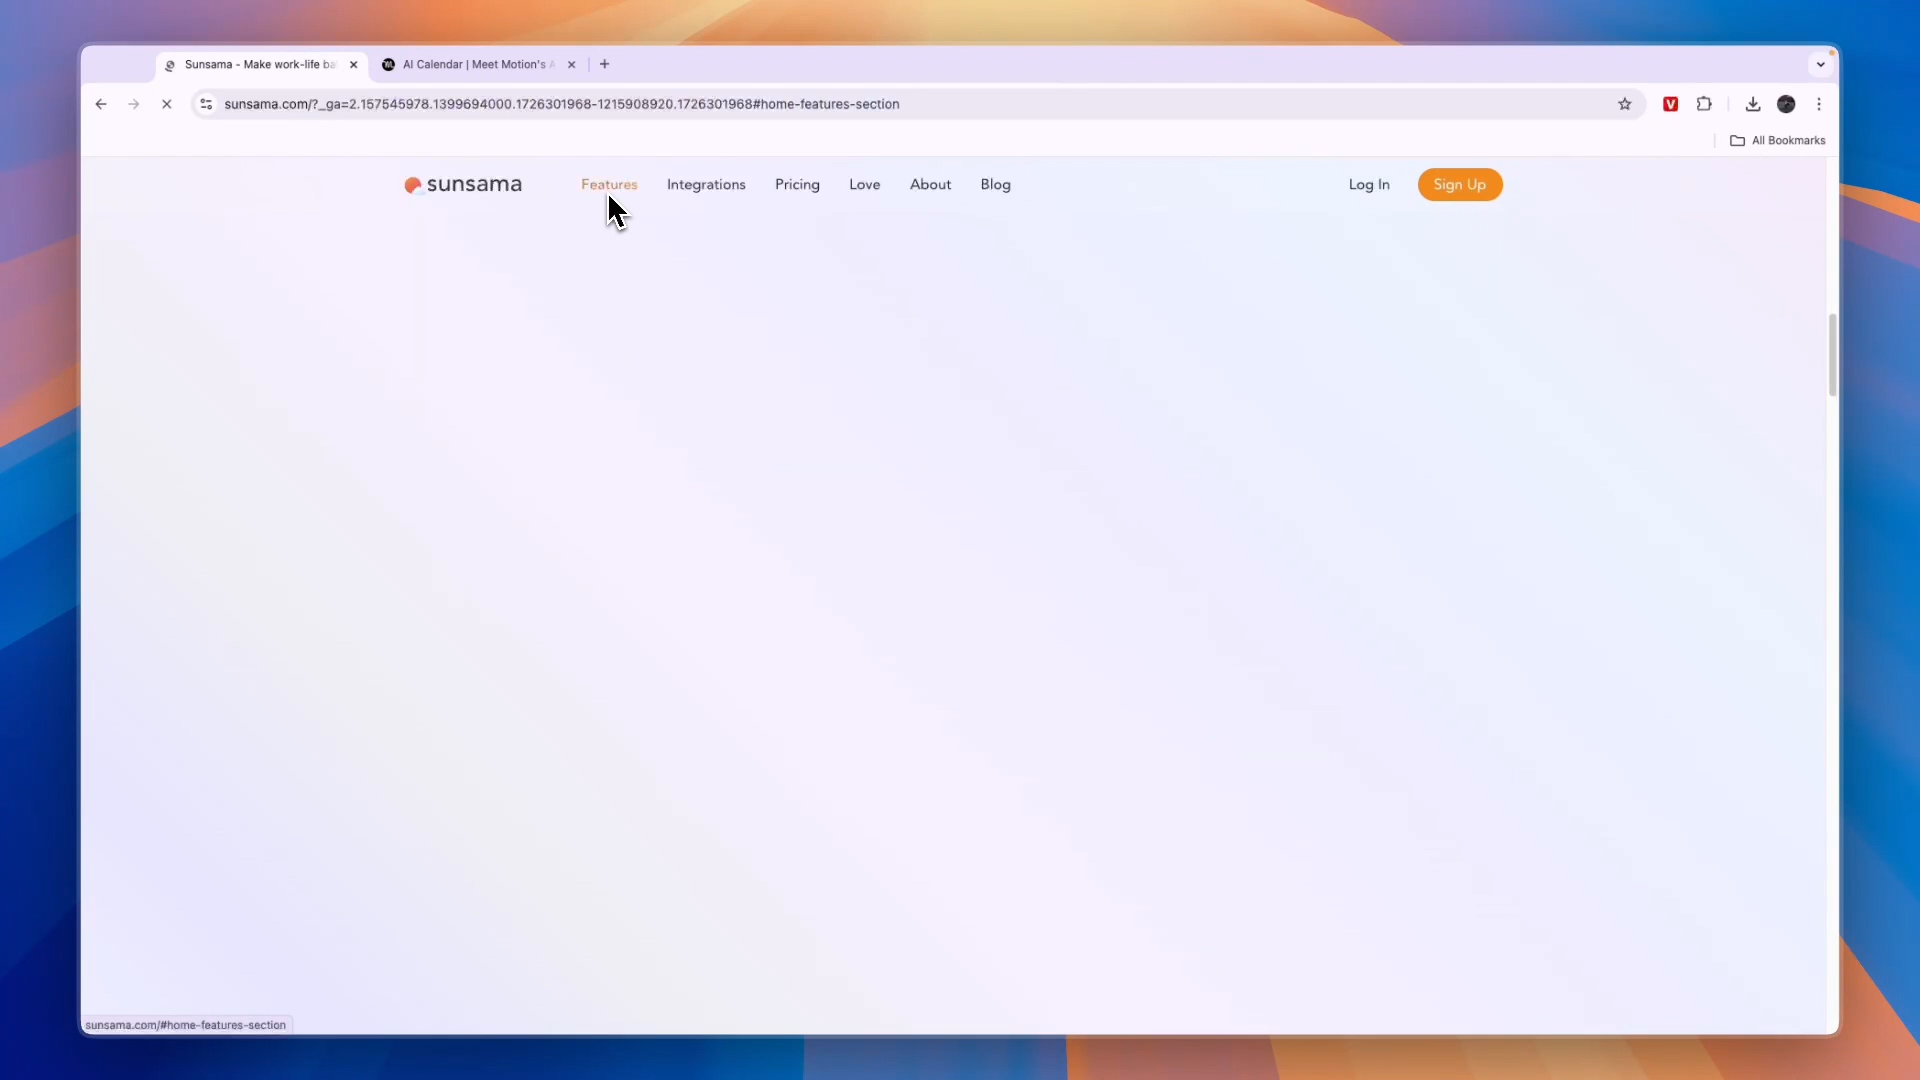 Sunsama - Make work-life ba
AI Calendar | Meet Motion's A
sunsama.com/?_ga=2.157545978.1399694000.1726301968-1215908920.1726301968#home-features-section
V
All Bookmarks
sunsama
Features
Integrations
Pricing
Love
About
Blog
Log In
Sign Up
sunsama.com/#home-features-section